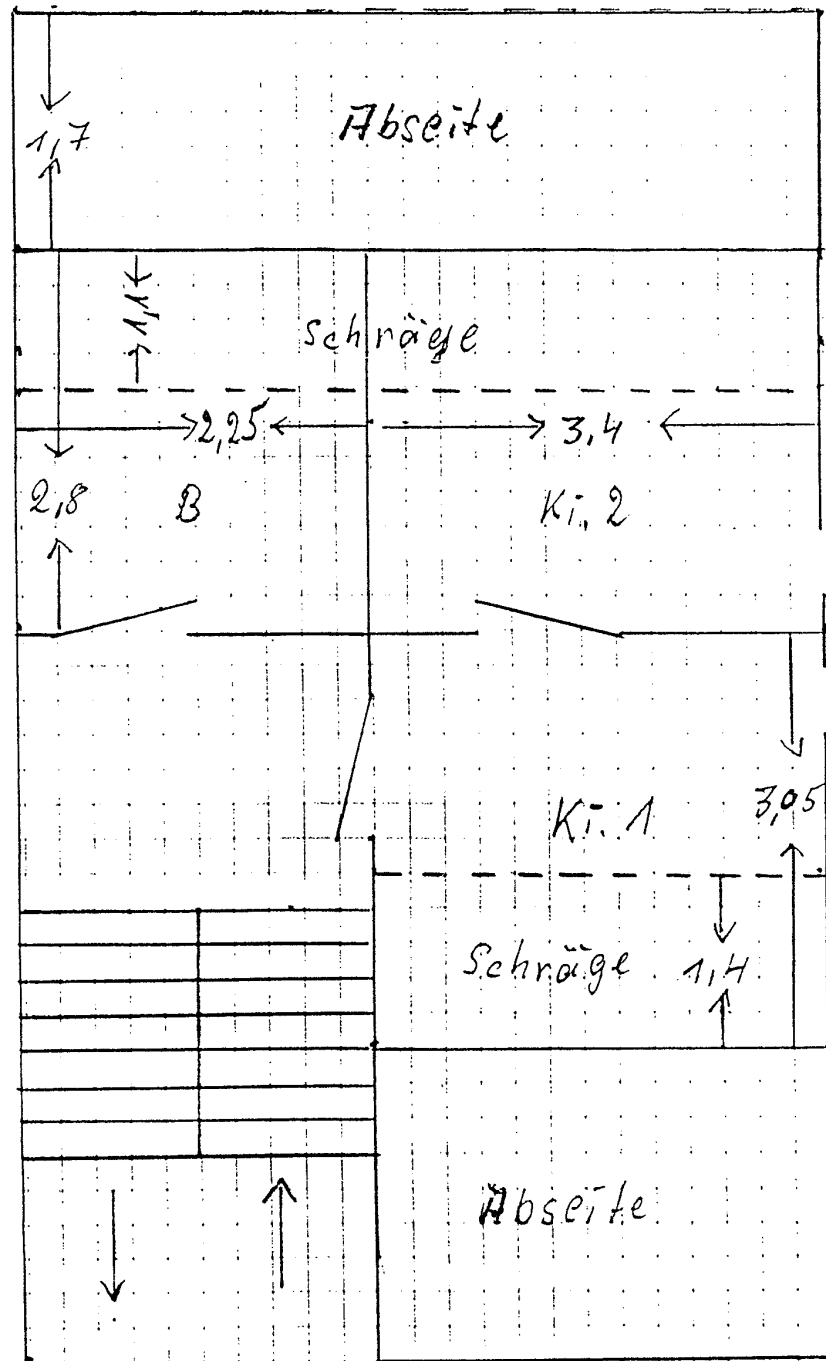 Abseite
1,7
1,1
Schräge
2,25
3,4
2,8
B
Ki. 2
Ki. 1
3,05
Schräge
1,4
Abseite